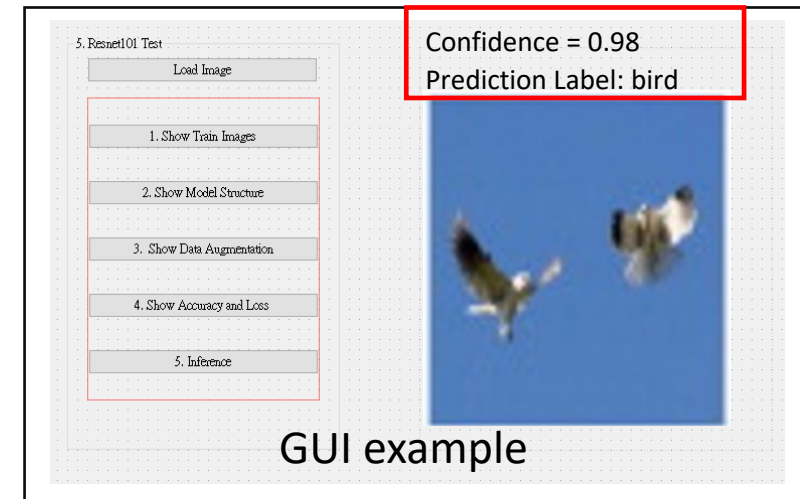 5. Resnet101 Test
Load Image
1. Show Train Images
2. Show Model Structure
3. Show Data Augmentation
4. Show Accuracy and Loss
5. Inference
Confidence = 0.98
Prediction Label: bird
GUI example